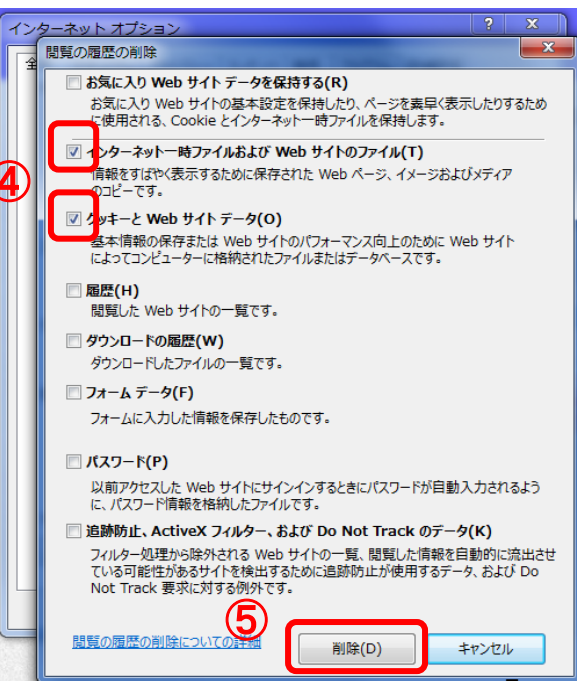 インターネット オプション
閲覧の履歴の削除
全
お気に入り Web サイト データを保持する(R)
お気に入り Web サイトの基本設定を保持したり、ページを素早く表示したりするため
に使用される、Cookie とインターネット一時ファイルを保持します。
④
インターネット一時ファイルおよび Web サイトのファイル(T)
情報をすばやく表示するために保存された Web ページ、イメージおよびメディア
のコピーです。
クッキーと Web サイト データ(O)
基本情報の保存または Web サイトのパフォーマンス向上のために Web サイト
によってコンピューターに格納されたファイルまたはデータベースです。
履歴(H)
閲覧した Web サイトの一覧です。
ダウンロードの履歴(W)
ダウンロードしたファイルの一覧です。
フォーム データ(F)
フォームに入力した情報を保存したものです。
パスワード(P)
以前アクセスした Web サイトにサインインするときにパスワードが自動入力されるよう
に、パスワード情報を格納したファイルです。
追跡防止、ActiveX フィルター、および Do Not Track のデータ(K)
フィルター処理から除外される Web サイトの一覧、閲覧した情報を自動的に流出させ
ている可能性があるサイトを検出するために追跡防止が使用するデータ、および Do
Not Track 要求に対する例外です。
⑤
閲覧の履歴の削除についての詳細
削除(D)
キャンセル